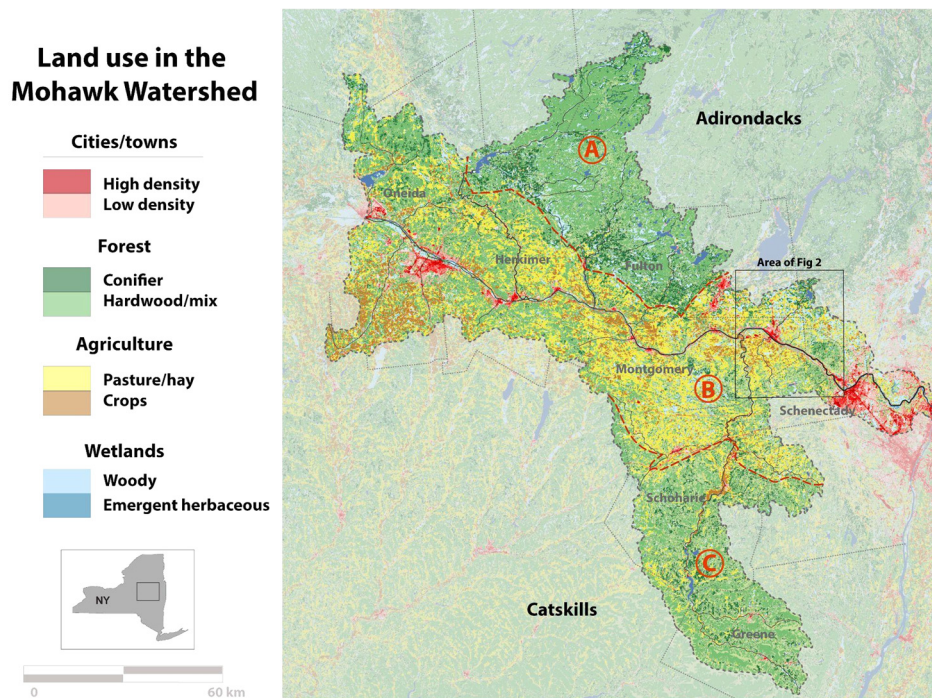 Land use in the
Mohawk Watershed
Cities/towns
High density
Low density
Forest
Conifier
Hardwood/mix
Agriculture
Pasture/hay
Crops
Wetlands
Woody
Emergent herbaceous
NY
0
60 km
Adirondacks
A
Oneida
Herkimer
Fulton
Area of Fig 2
Montgomery
B
Schenectady
Schoharie
C
Catskills
Greene